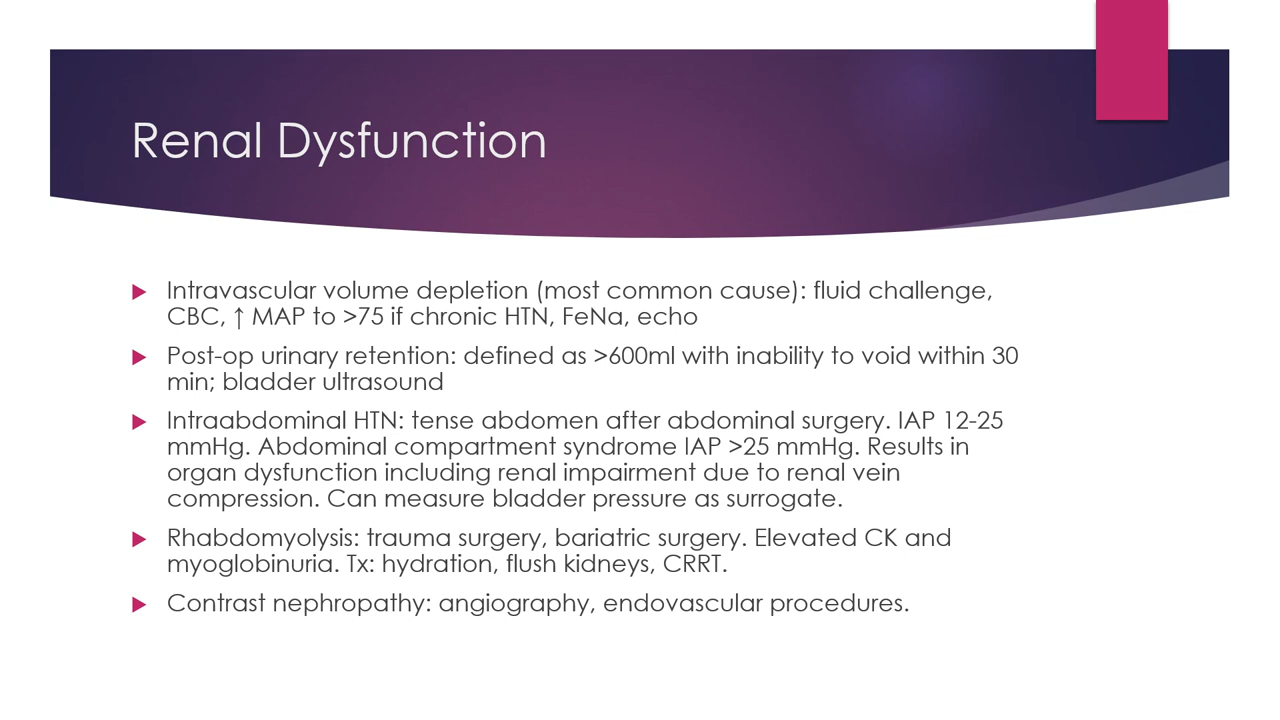 Renal Dysfunction
Intravascular volume depletion (most common cause): fluid challenge,
CBC, ↑ MAP to >75 if chronic HTN, FeNa, echo
Post-op urinary retention: defined as >600ml with inability to void within 30
min; bladder ultrasound
Intraabdominal HTN: tense abdomen after abdominal surgery. IAP 12-25
mmHg. Abdominal compartment syndrome IAP >25 mmHg. Results in
organ dysfunction including renal impairment due to renal vein
compression. Can measure bladder pressure as surrogate.
Rhabdomyolysis: trauma surgery, bariatric surgery. Elevated CK and
myoglobinuria. Tx: hydration, flush kidneys, CRRT.
Contrast nephropathy: angiography, endovascular procedures.